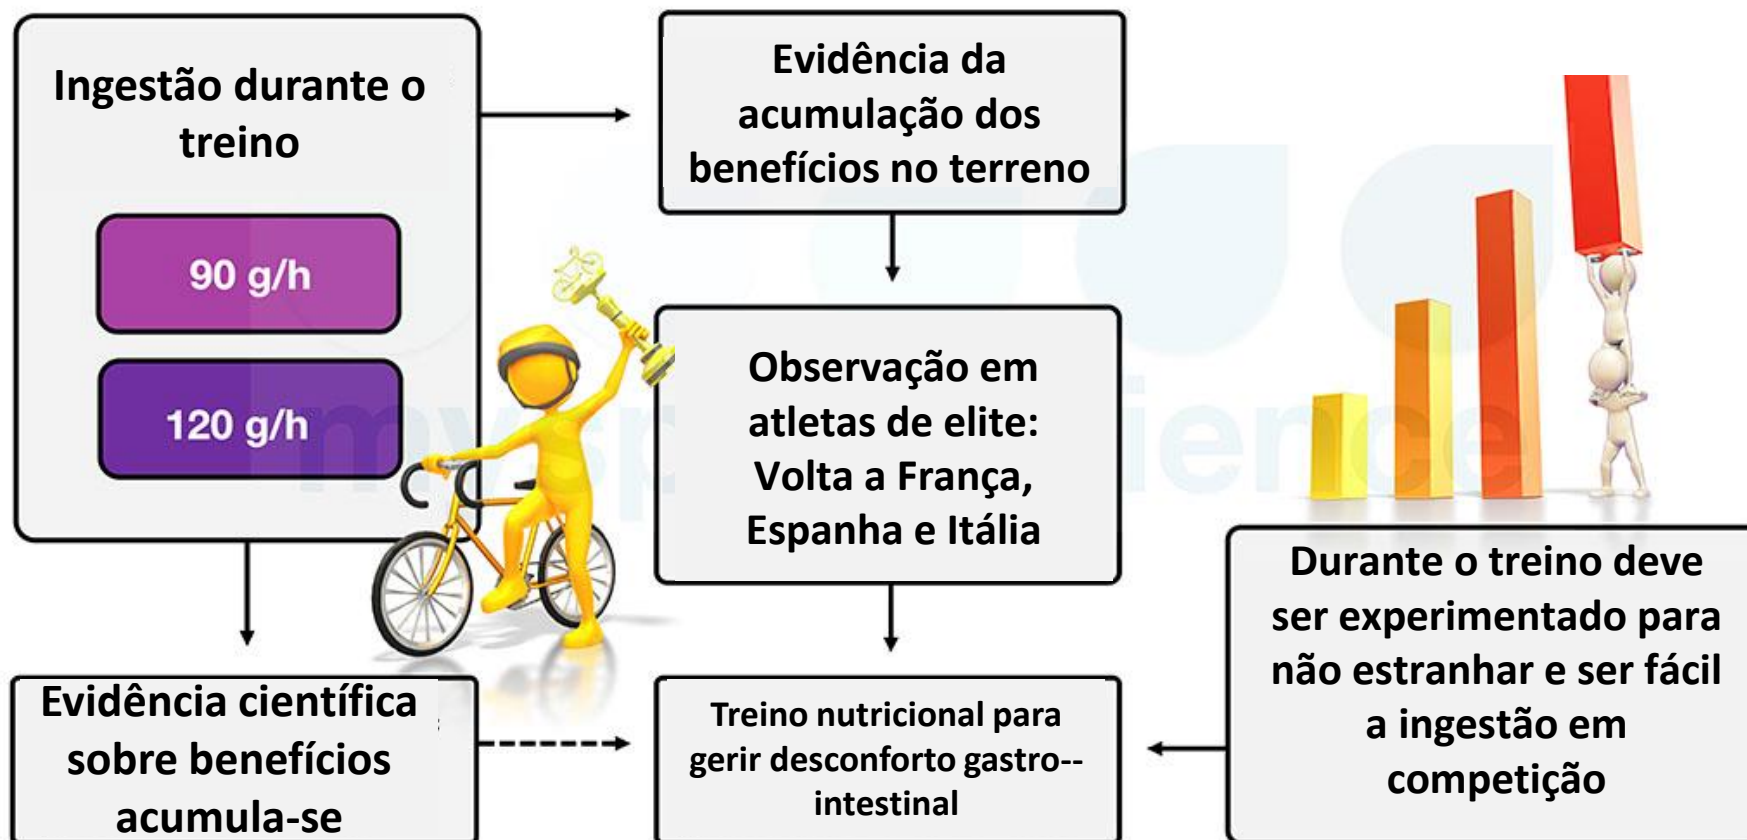 Ingestão durante o
treino
90 g/h
120 g/h
Evidência da
acumulação dos
benefícios no terreno
Observação em
atletas de elite:
Volta a França,
Espanha e Itália
Evidência científica
sobre benefícios
acumula-se
Treino nutricional para
gerir desconforto gastro--
intestinal
Durante o treino deve
ser experimentado para
não estranhar e ser fácil
a ingestão em
competição